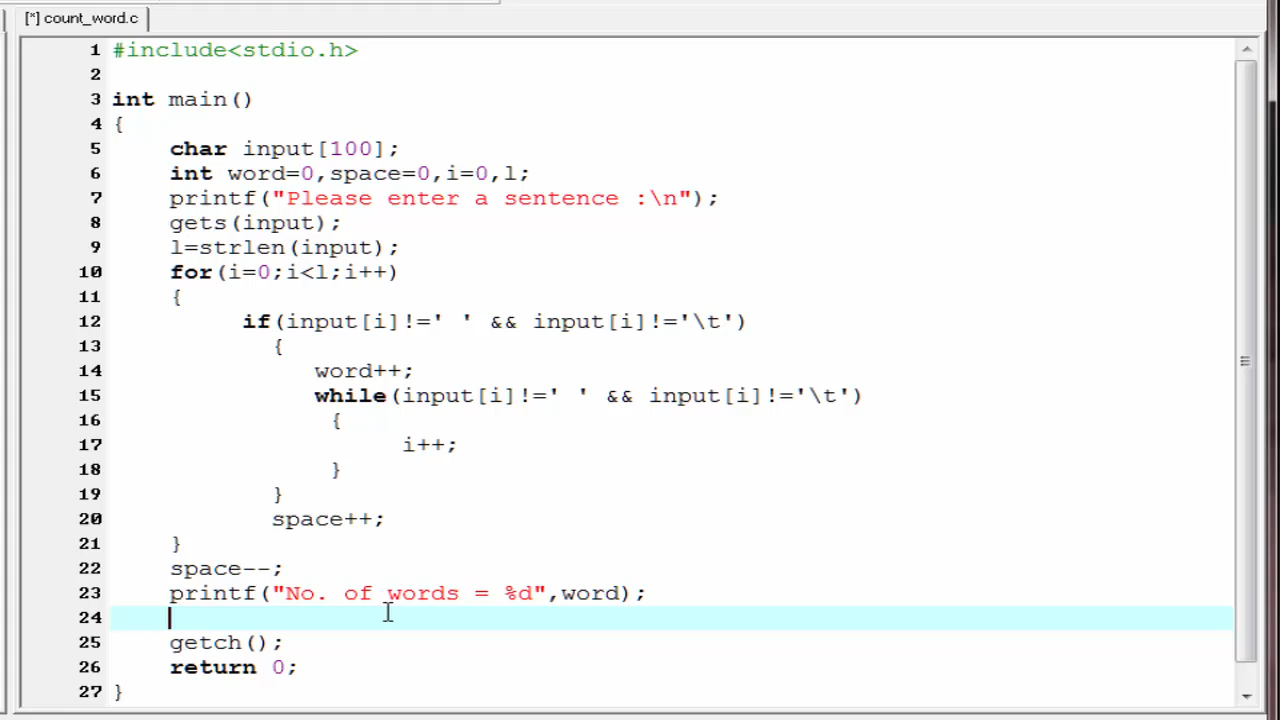 [*] count_word.c
1 #include<stdio.h>
2
3 int main()
4 {
5 char input[100];
6 int word=0,space=0,i=0,l;
7 printf("Please enter a sentence :\n");
8 gets(input);
9 l=strlen(input);
10 for(i=0;i<l;i++)
11 {
12 if(input[i]!=' ' && input[i]!='\t')
13 {
14 word++;
15 while(input[i]!=' ' && input[i]!='\t')
16 {
17 i++;
18 }
19 }
20 space++;
21 }
22 space--;
23 printf("No. of words = %d",word);
24
25 getch();
26 return 0;
27 }